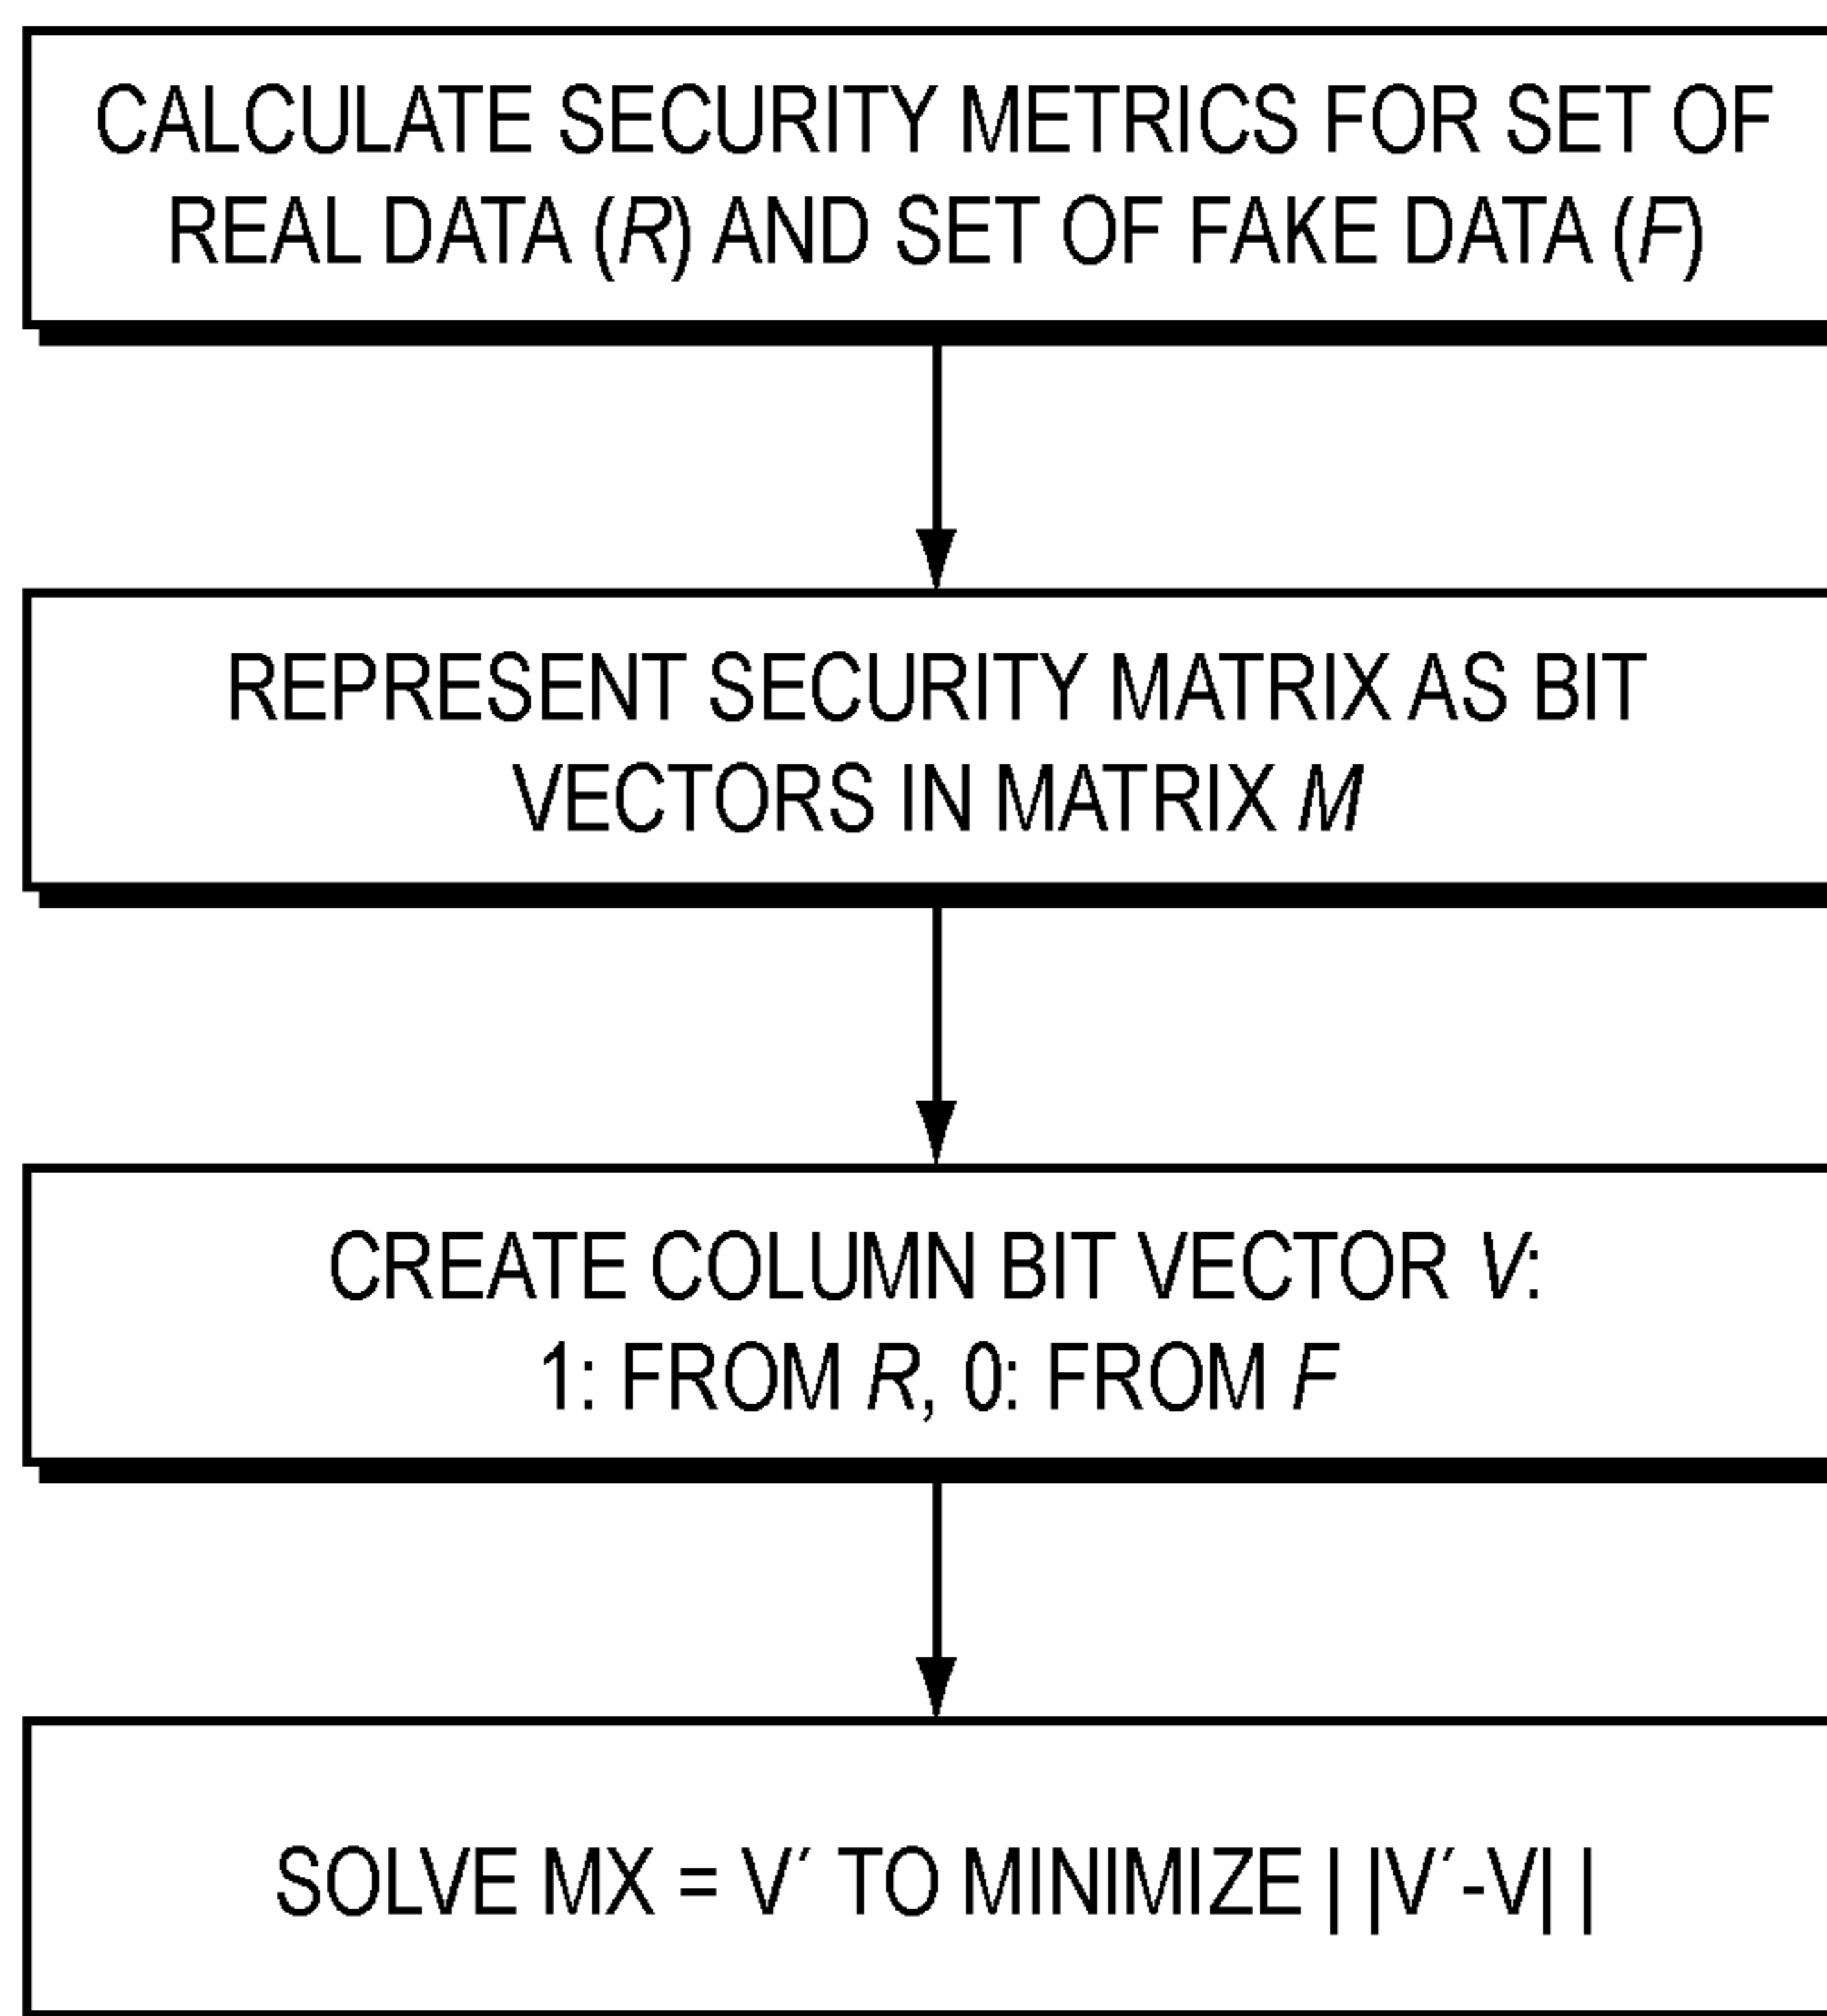 CALCULATE SECURITY METRICS FOR SET OF
REAL DATA (R) AND SET OF FAKE DATA (F)
REPRESENT SECURITY MATRIX AS BIT
VECTORS IN MATRIX M
CREATE COLUMN BIT VECTOR V:
1: FROM R, 0: FROM F
SOLVE MX = V´ TO MINIMIZE | |V´-V| |